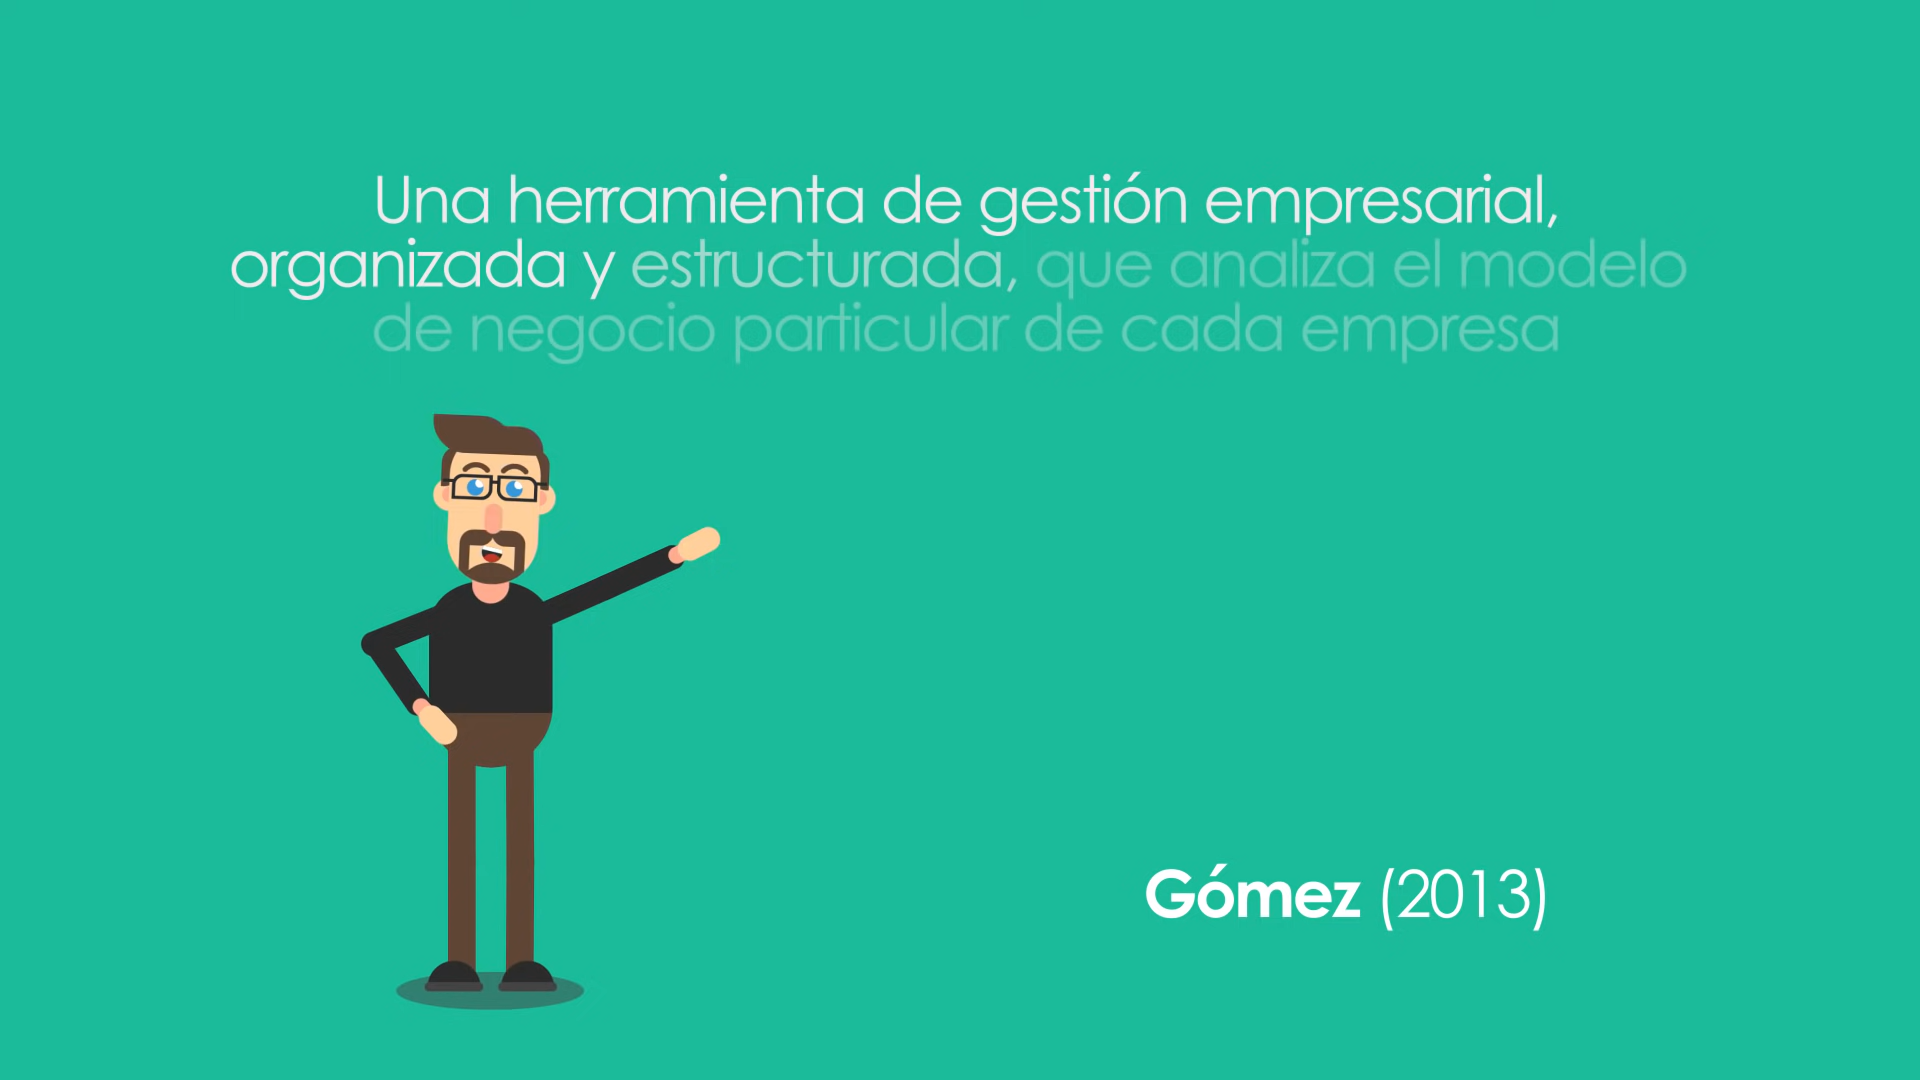 Una herramienta de gestión empresarial,
organizada y estructurada, que analiza el modelo
de negocio particular de cada empresa
Gómez (2013)